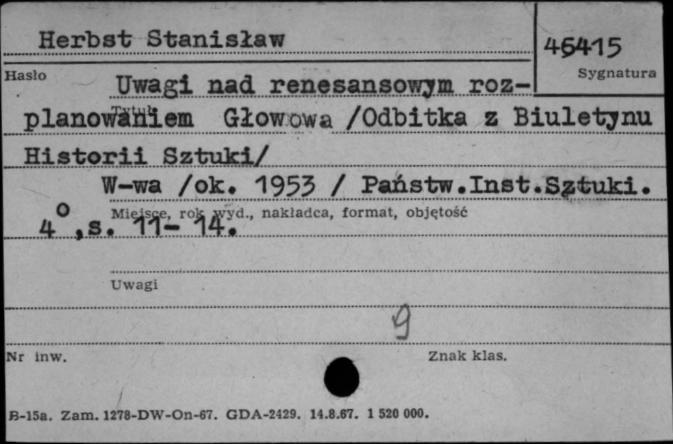 Herbst Stanisław
46415
Hasło
Sygnatura
Uwagi nad renesansowym roz-
Tytuł
planowaniem Głowowa /Odbitka z Biuletynu
Historii Sztuki/
W-wa /ok. 1953 / Państw.Inst.Sztuki.
Miejsce, rok wyd., nakładca, format, objętość
4° ,s. 11-14.
Uwagi
9
Nr inw.
Znak klas.
B-15a. Zam. 1278-DW-On-67. GDA-2429. 14.8.67. 1 520 000.